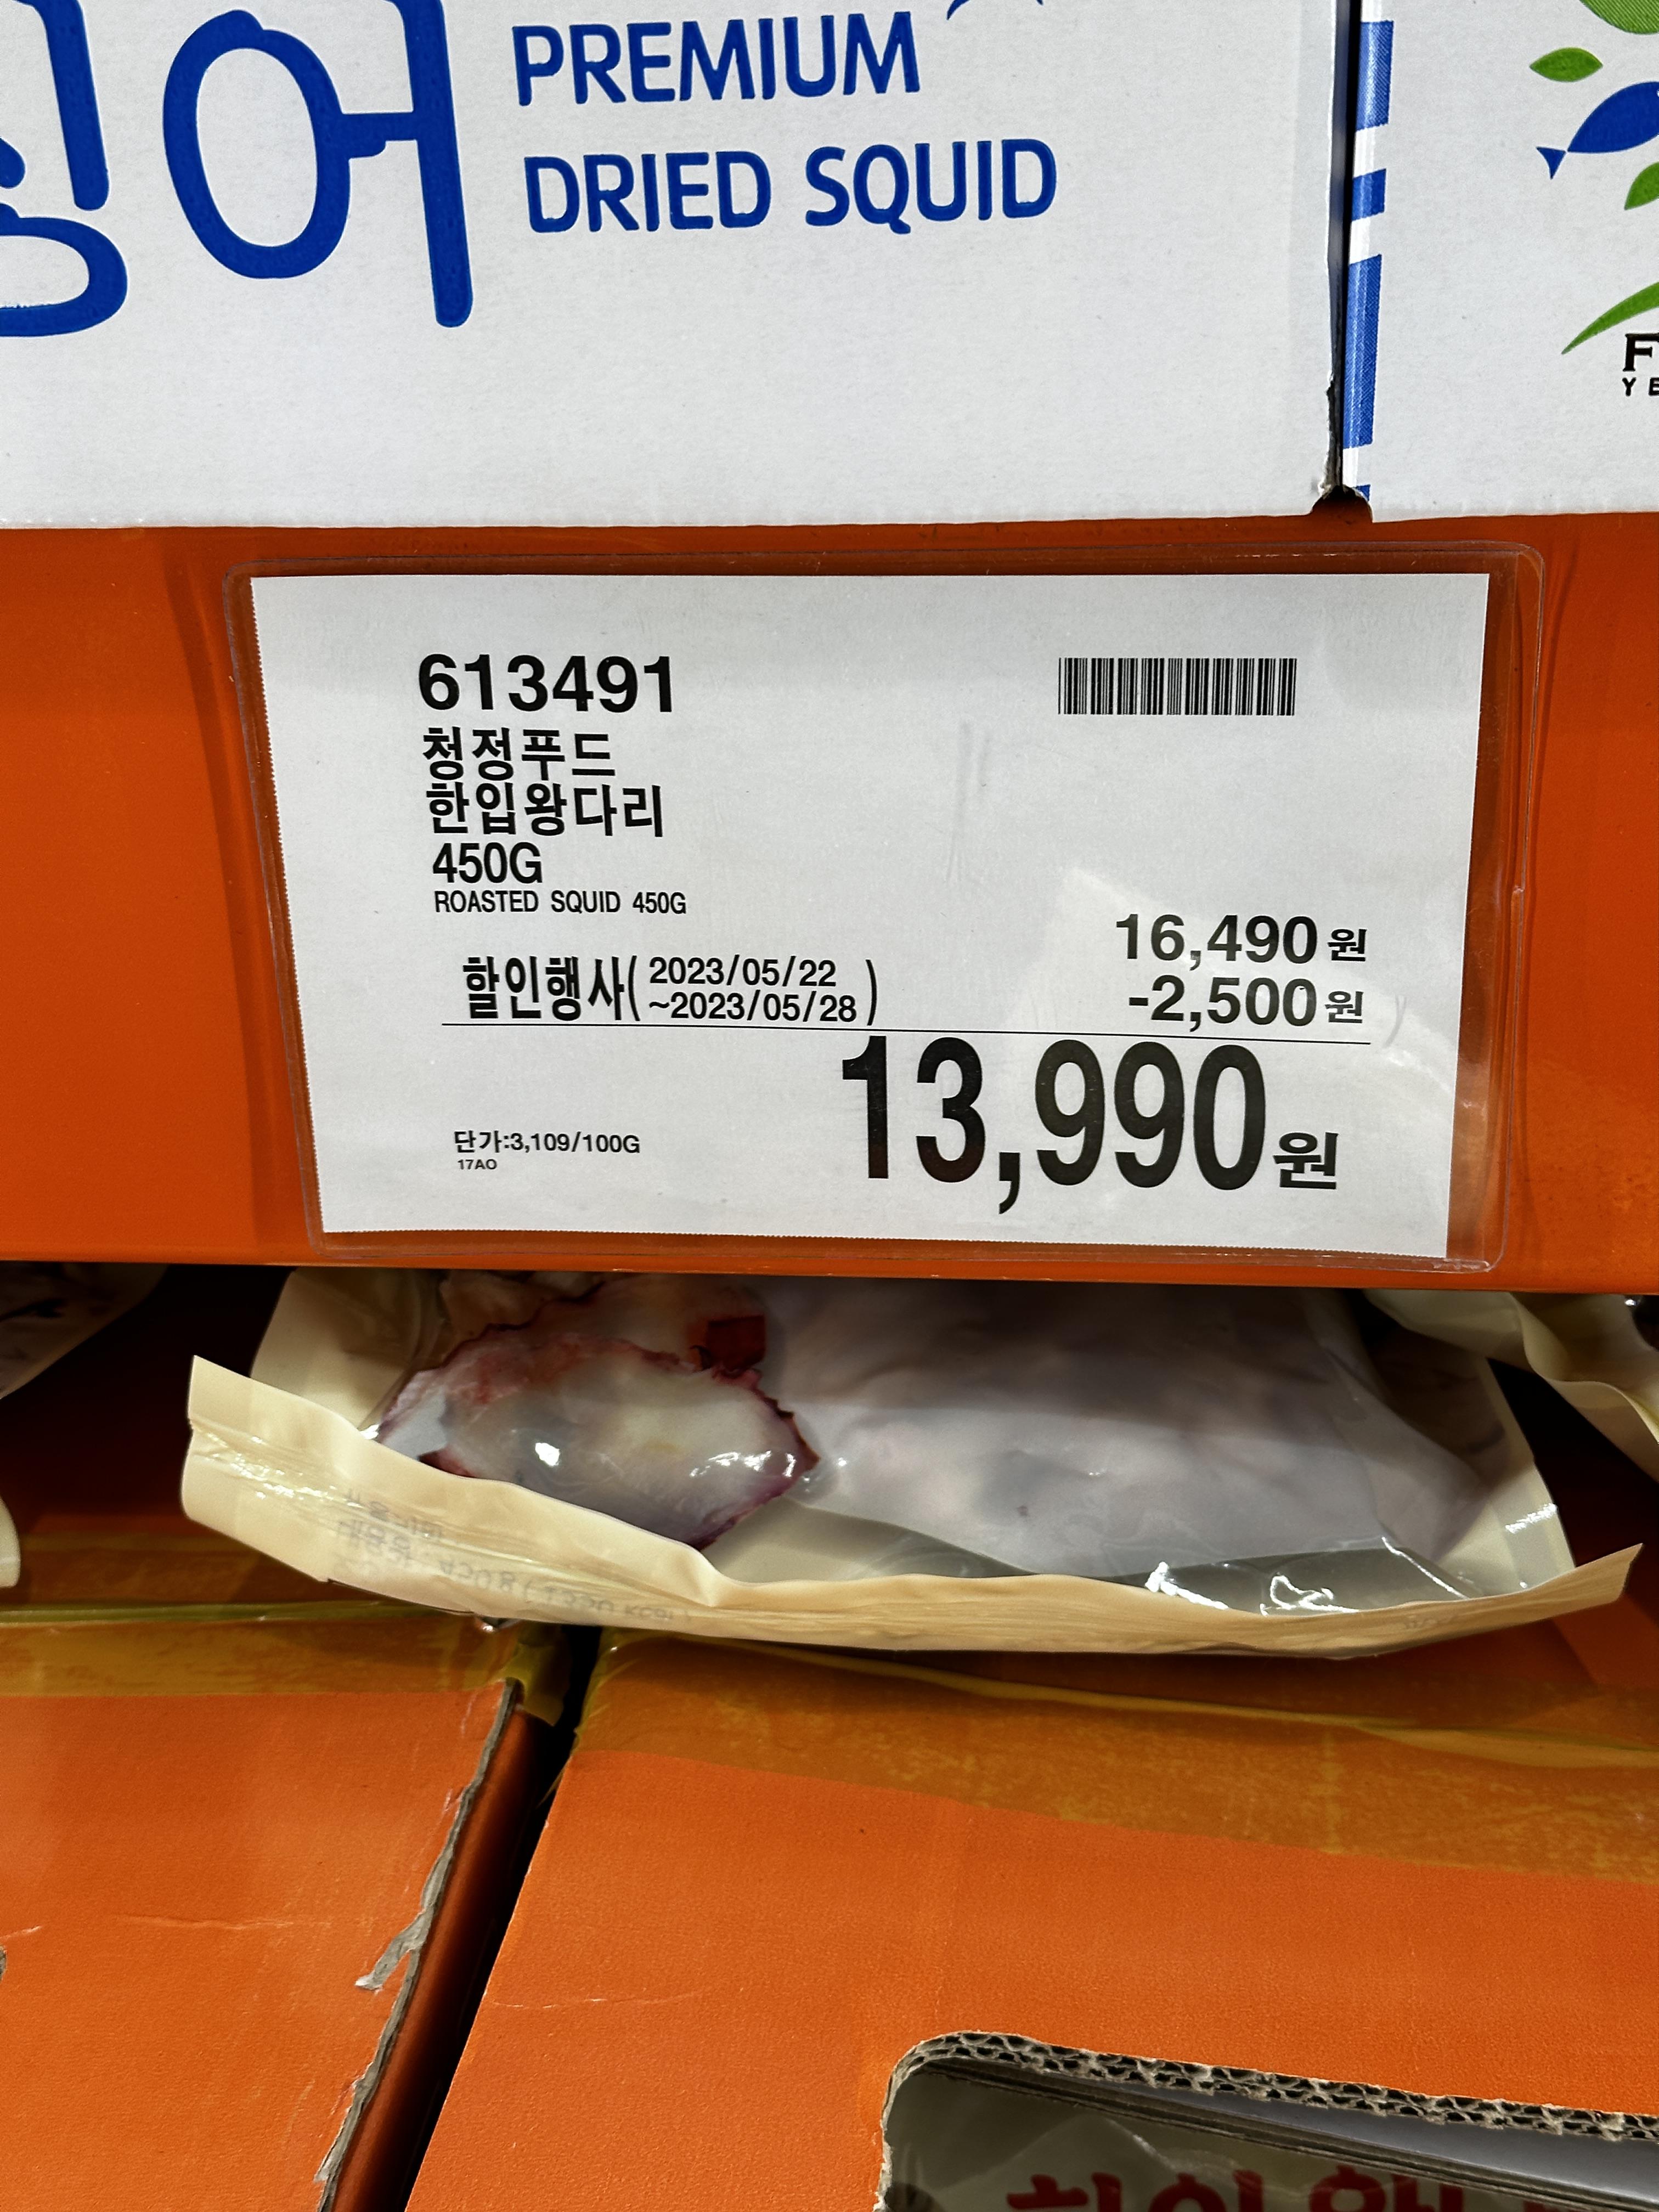 어
PREMIUM
DRIED SQUID
613491
청정푸드
한입왕다리
450G
ROASTED SQUID 450G
16,490원
할인행사( 2023/05/22
~2023/05/28 )
-2,500원
13,990원
단가:3,109/100G
17AO